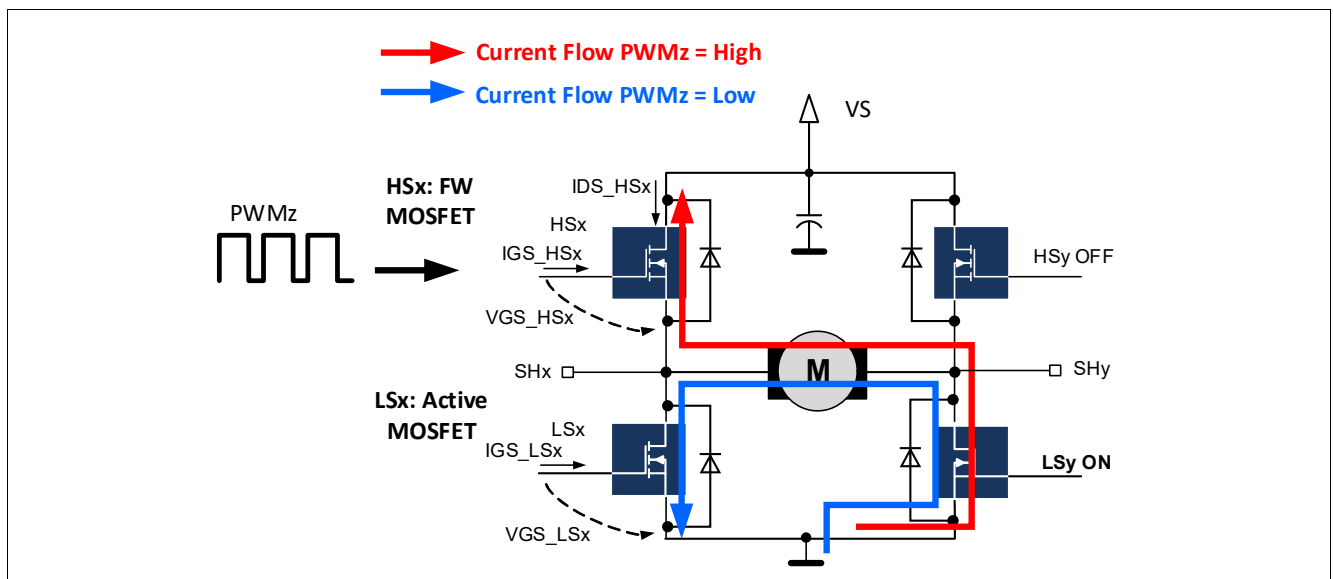 Current Flow PWMz = High
Current Flow PWMz = Low
VS
HSx: FW
MOSFET
IDS_HSx
PWMz
HSx
IGS_HSx
HSy OFF
VGS_HSx
SHx
M
SHy
LSx: Active
MOSFET
LSx
IGS_LSx
LSy ON
VGS_LSx